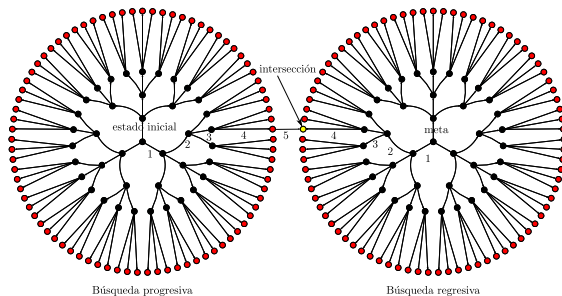 intersección
estado inicial
meta
1 2 3 4 5
4 3 2 1
Búsqueda progresiva
Búsqueda regresiva